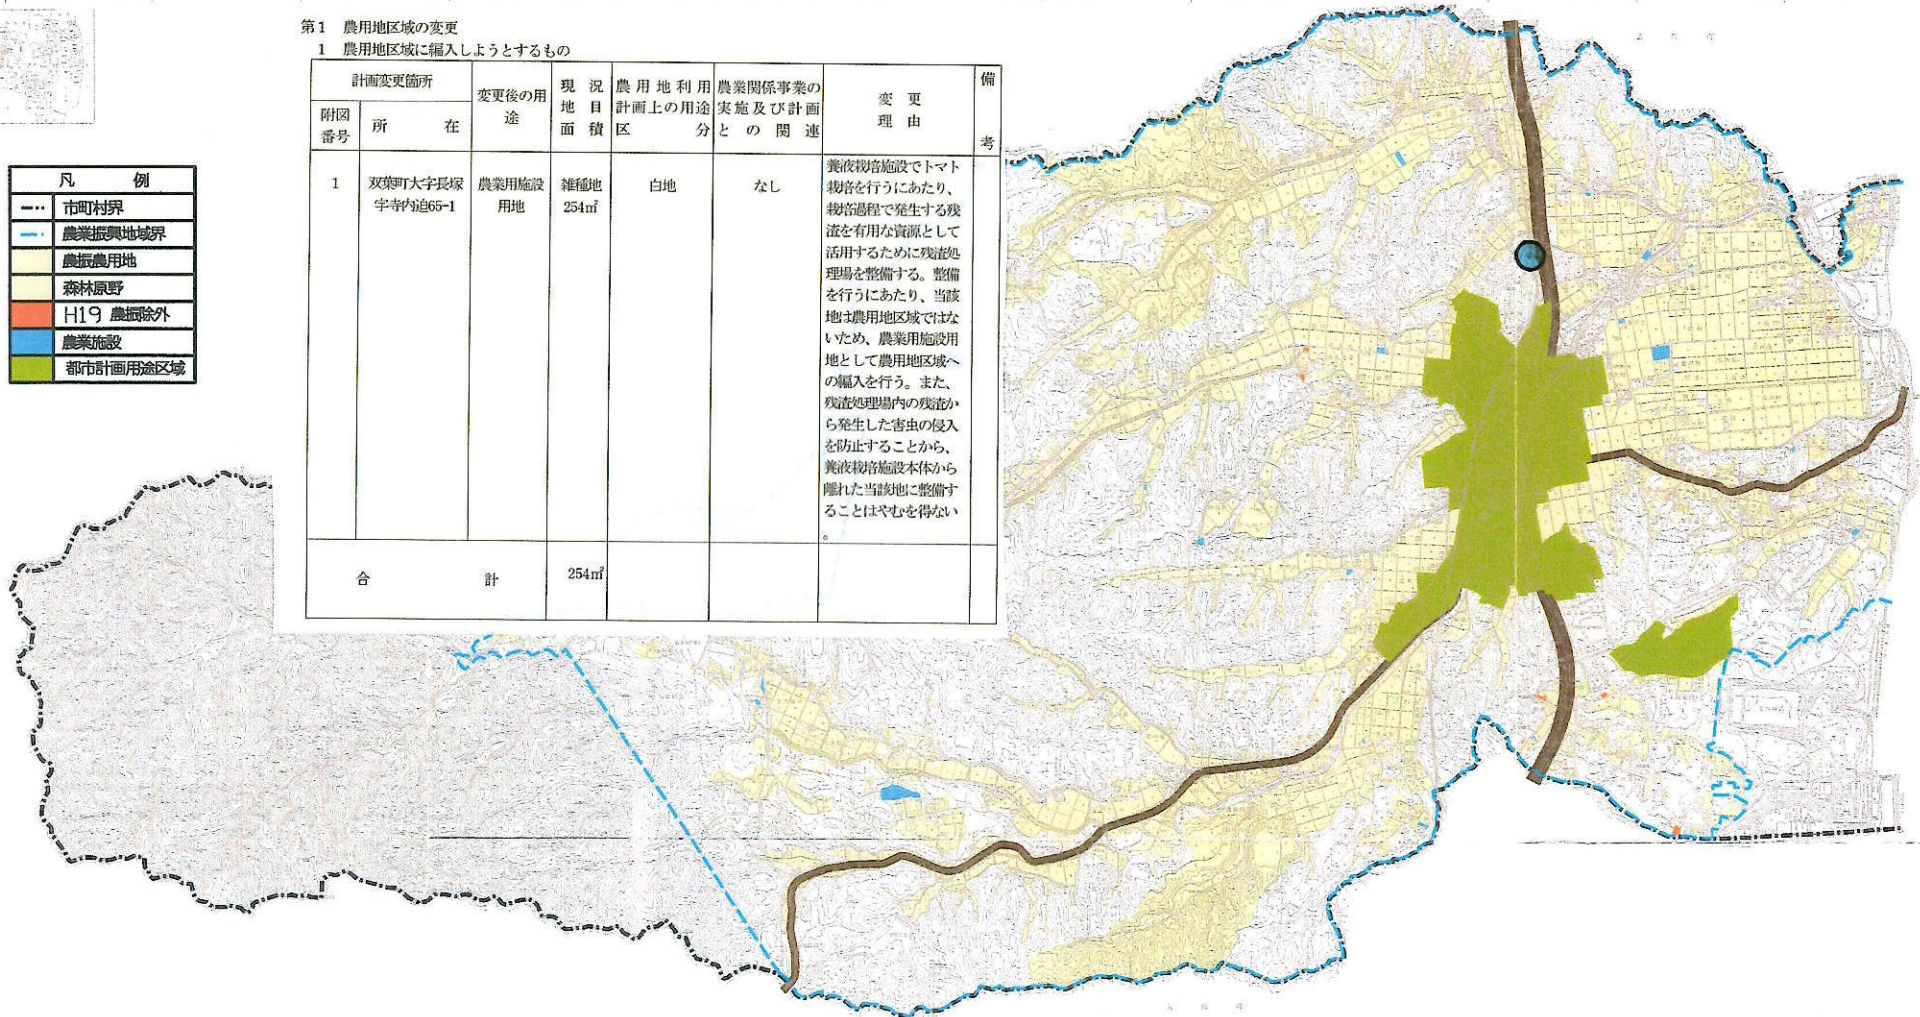 第1 農用地区域の変更
1 農用地区域に編入しようとするもの
計画変更箇所
附図番号
所在
変更後の用途
現況地目面積
農用地利用計画上の用途区分
農業関係事業の実施及び計画との関連
変更理由
備考
1
双葉町大字長塚
字寺内迫65-1
農業用施設
用地
雑種地
254㎡
白地
なし
養液栽培施設でトマト
栽培を行うにあたり、
栽培過程で発生する残
渣を有用な資源として
活用するために残渣処
理場を整備する。整備
を行うにあたり、当該
地は農用地区域ではな
いため、農業用施設用
地として農用地区域へ
の編入を行う。また、
残渣処理場内の残渣か
ら発生した害虫の侵入
を防止することから、
養液栽培施設本体から
離れた当該地に整備す
ることはやむを得ない
。
合計
254㎡
凡例
市町村界
農業振興地域界
農振農用地
森林原野
H19 農振除外
農業施設
都市計画用途区域